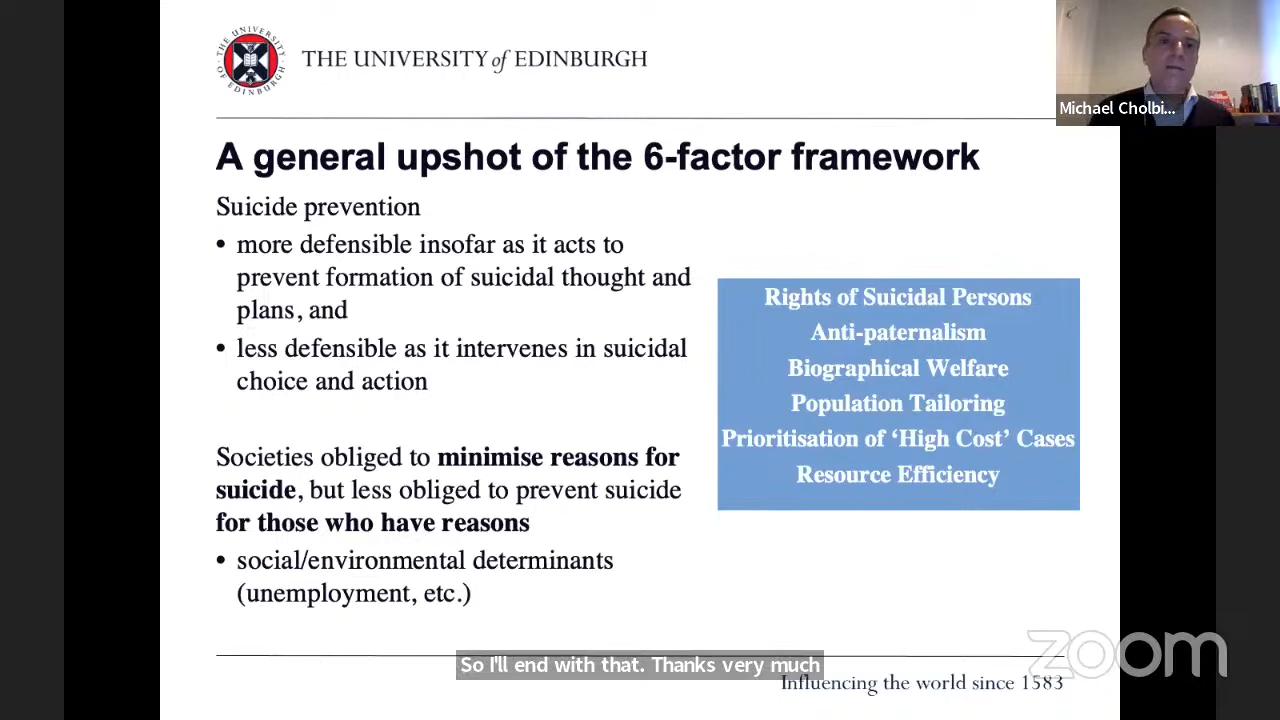 THE UNIVERSITY OF EDINBURGH
THE UNIVERSITY of EDINBURGH
Michael Cholbi...
A general upshot of the 6-factor framework
Suicide prevention
• more defensible insofar as it acts to
prevent formation of suicidal thought and
plans, and
• less defensible as it intervenes in suicidal
choice and action
Societies obliged to minimise reasons for
suicide, but less obliged to prevent suicide
for those who have reasons
• social/environmental determinants
(unemployment, etc.)
Rights of Suicidal Persons
Anti-paternalism
Biographical Welfare
Population Tailoring
Prioritisation of ‘High Cost’ Cases
Resource Efficiency
So I'll end with that. Thanks very much
Influencing the world since 1583
zoom